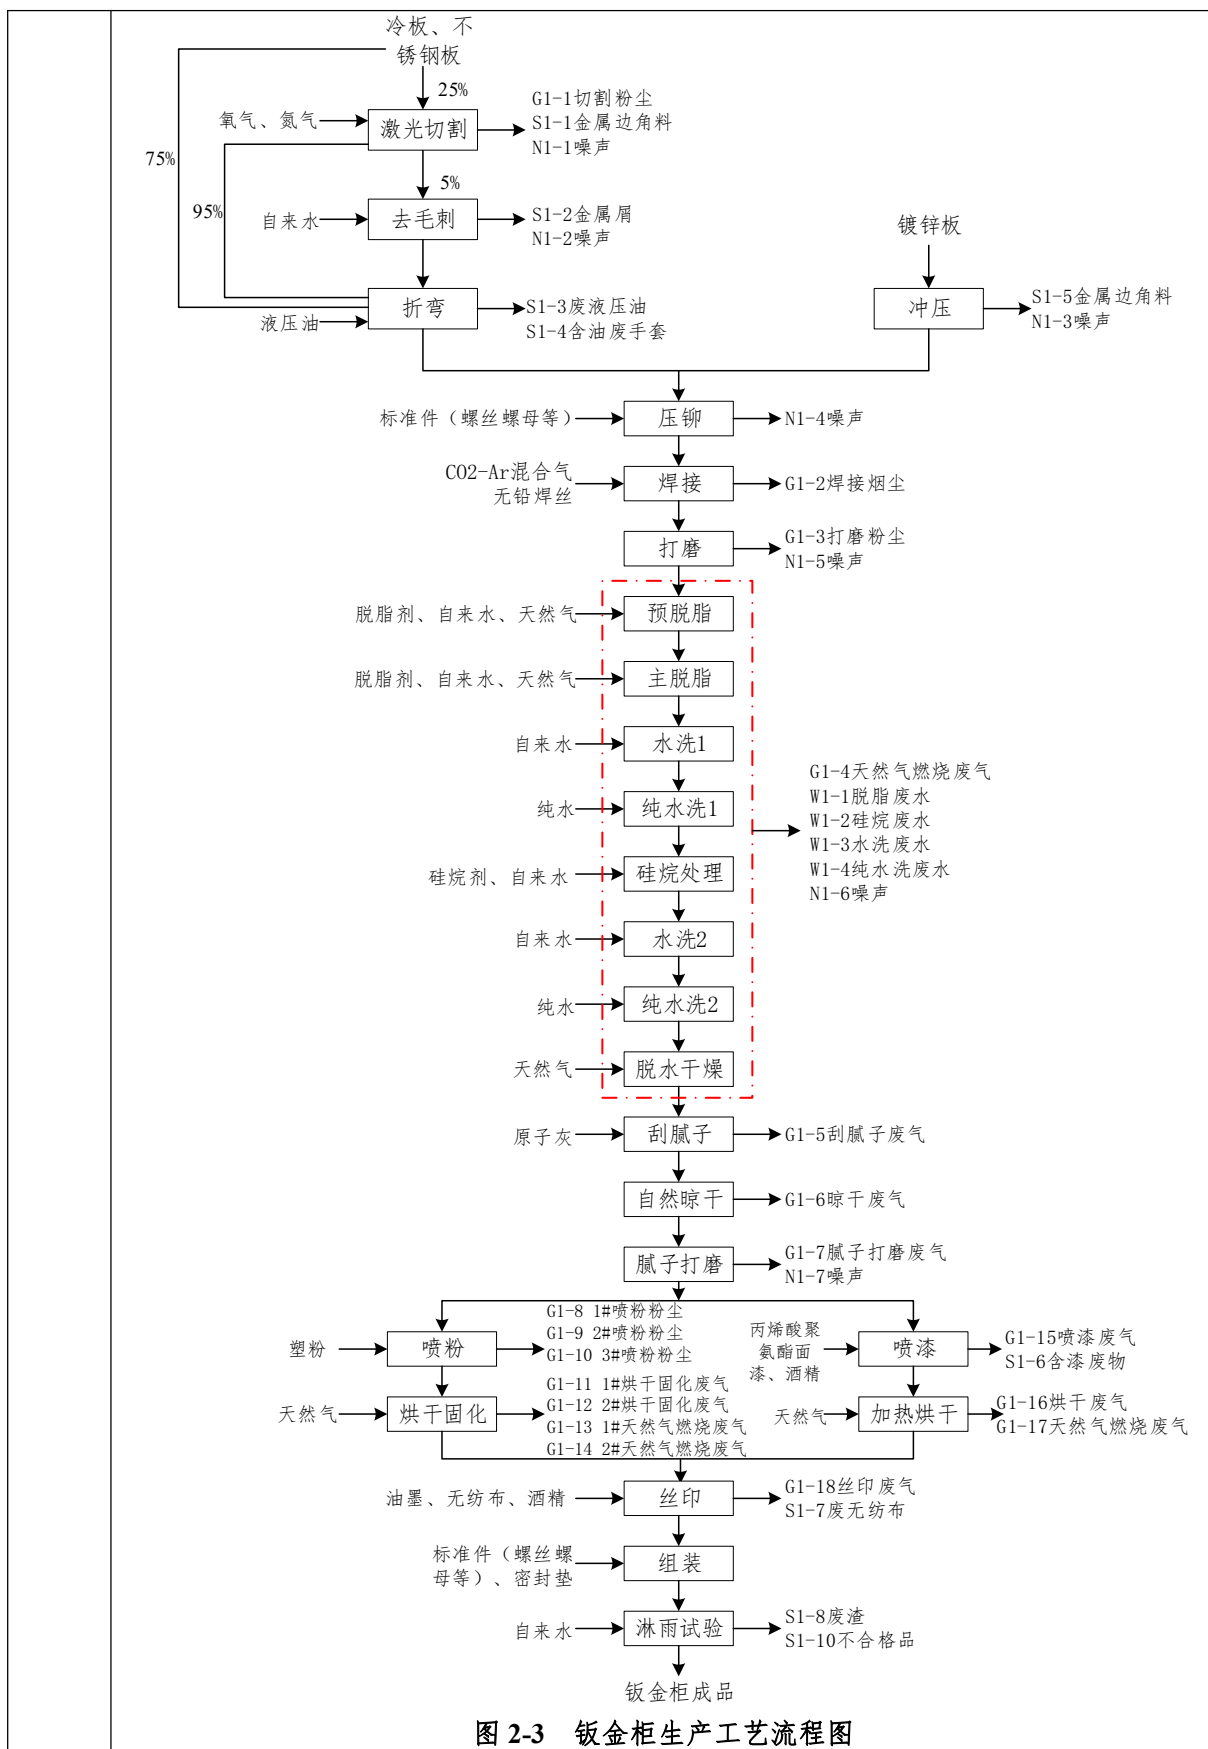 冷板、不
锈钢板
25%
75%
氧气、氮气
激光切割
G1-1切割粉尘
S1-1金属边角料
N1-1噪声
5%
95%
自来水
去毛刺
S1-2金属屑
N1-2噪声
镀锌板
液压油
折弯
S1-3废液压油
S1-4含油废手套
冲压
S1-5金属边角料
N1-3噪声
标准件（螺丝螺母等）
压铆
N1-4噪声
CO2-Ar混合气
无铅焊丝
焊接
G1-2焊接烟尘
打磨
G1-3打磨粉尘
N1-5噪声
脱脂剂、自来水、天然气
预脱脂
脱脂剂、自来水、天然气
主脱脂
自来水
水洗1
纯水
纯水洗1
硅烷剂、自来水
硅烷处理
自来水
水洗2
纯水
纯水洗2
天然气
脱水干燥
G1-4天然气燃烧废气
W1-1脱脂废水
W1-2硅烷废水
W1-3水洗废水
W1-4纯水洗废水
N1-6噪声
原子灰
刮腻子
G1-5刮腻子废气
自然晾干
G1-6晾干废气
腻子打磨
G1-7腻子打磨废气
N1-7噪声
塑粉
喷粉
G1-8 1#喷粉粉尘
G1-9 2#喷粉粉尘
G1-10 3#喷粉粉尘
丙烯酸聚
氨酯面
漆、酒精
喷漆
G1-15喷漆废气
S1-6含漆废物
天然气
烘干固化
G1-11 1#烘干固化废气
G1-12 2#烘干固化废气
G1-13 1#天然气燃烧废气
G1-14 2#天然气燃烧废气
天然气
加热烘干
G1-16烘干废气
G1-17天然气燃烧废气
油墨、无纺布、酒精
丝印
G1-18丝印废气
S1-7废无纺布
标准件（螺丝螺
母等）、密封垫
组装
自来水
淋雨试验
S1-8废渣
S1-10不合格品
钣金柜成品
图 2-3 钣金柜生产工艺流程图